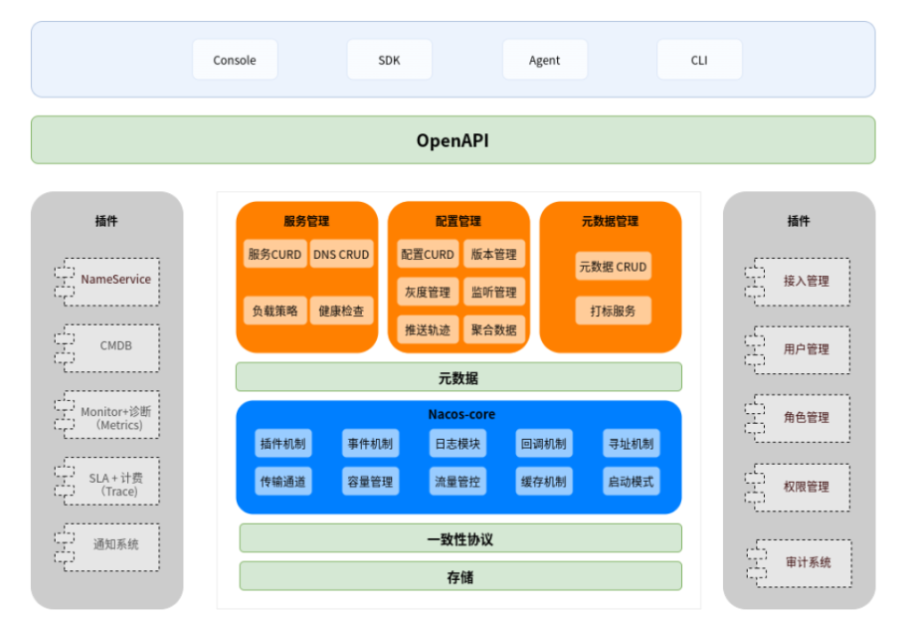 Console
SDK
Agent
CLI
OpenAPI
插件
NameService
CMDB
Monitor+诊断
（Metrics）
SLA + 计费
（Trace）
通知系统
服务管理
服务CURD
DNS CRUD
负载策略
健康检查
配置管理
配置CURD
版本管理
灰度管理
监听管理
推送轨迹
聚合数据
元数据管理
元数据 CRUD
打标服务
元数据
Nacos-core
插件机制
事件机制
日志模块
回调机制
寻址机制
传输通道
容量管理
流量管控
缓存机制
启动模式
一致性协议
存储
插件
接入管理
用户管理
角色管理
权限管理
审计系统